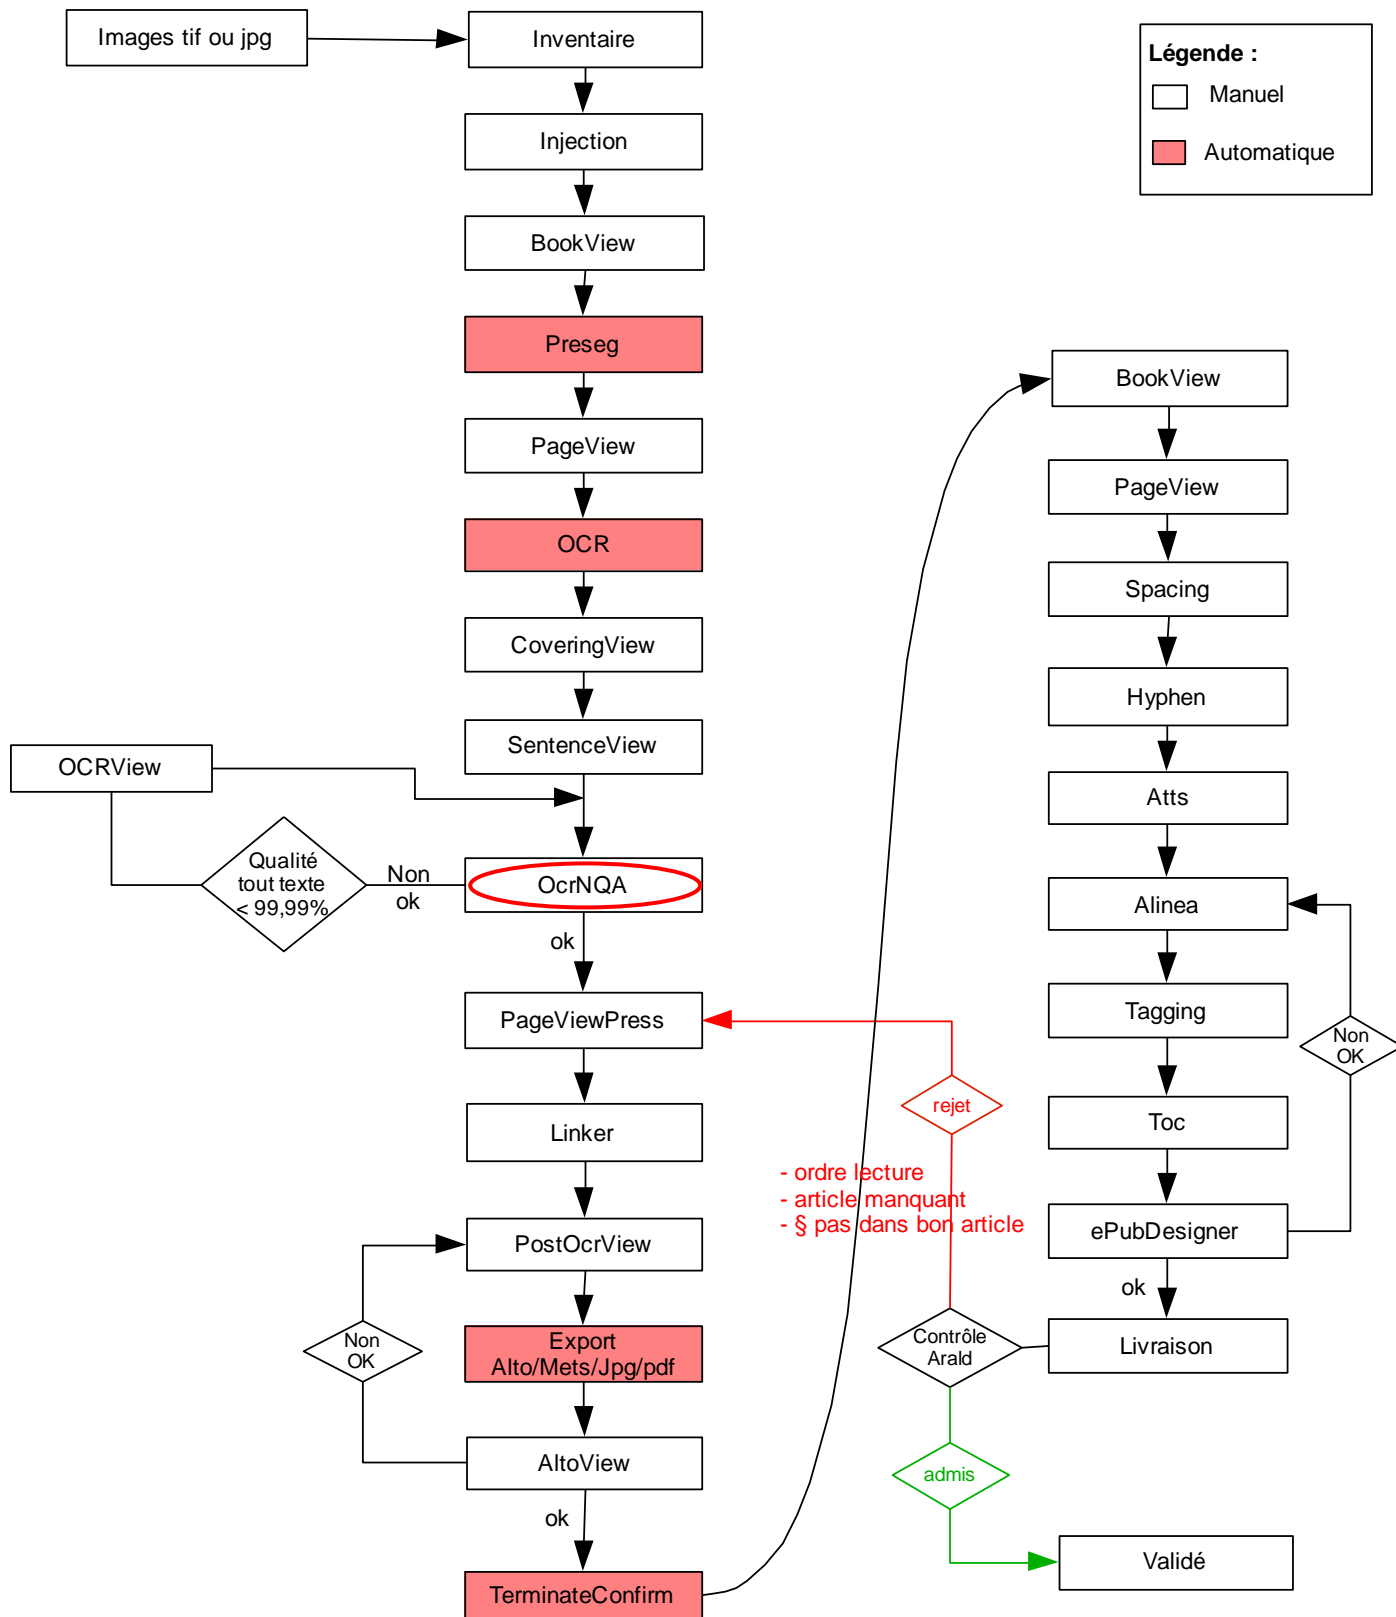 Images tif ou jpg
Inventaire
Légende :
Manuel
Automatique
Injection
BookView
Preseg
PageView
OCR
CoveringView
SentenceView
OCRView
Qualité
tout texte
< 99,99%
Non
ok
OcrNQA
ok
PageViewPress
Linker
PostOcrView
Non
OK
Export
Alto/Mets/Jpg/pdf
AltoView
ok
TerminateConfirm
BookView
PageView
Spacing
Hyphen
Atts
Alinea
Tagging
Non
OK
Toc
ePubDesigner
ok
Livraison
Contrôle
Arald
rejet
- ordre lecture
- article manquant
- § pas dans bon article
admis
Validé